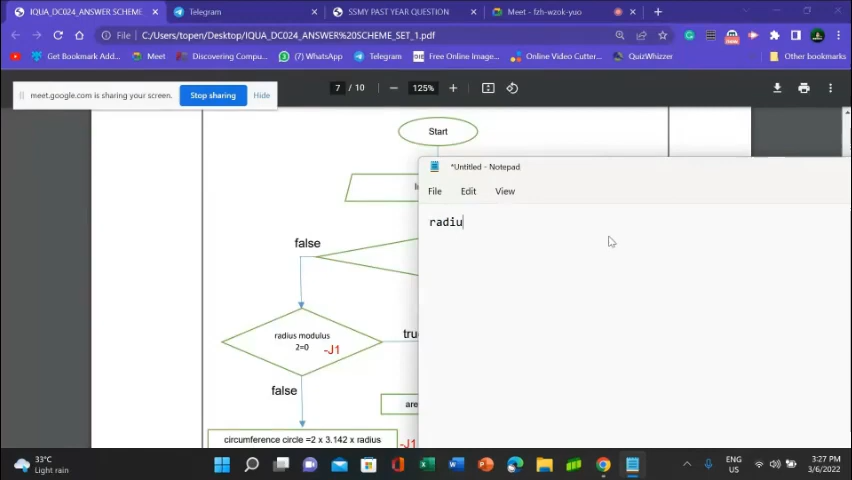 IQUA_DC024_ANSWER SCHEME
Telegram
SSMY PAST YEAR QUESTION
Meet - fzh-wzok-yuo
File
C:/Users/topen/Desktop/IQUA_DC024_ANSWER%20SCHEME_SET_1.pdf
Get Bookmark Add...
Meet
Discovering Compu...
(7) WhatsApp
Telegram
Free Online Image...
Online Video Cutter...
QuizWhizzer
Other bookmarks
meet.google.com is sharing your screen.
Stop sharing
Hide
7 / 10
125%
Start
*Untitled - Notepad
File
Edit
View
radiu
false
radius modulus
2=0
-J1
false
are
circumference circle =2 x 3.142 x radius
-J1
33°C
Light rain
ENG
US
3:27 PM
3/6/2022